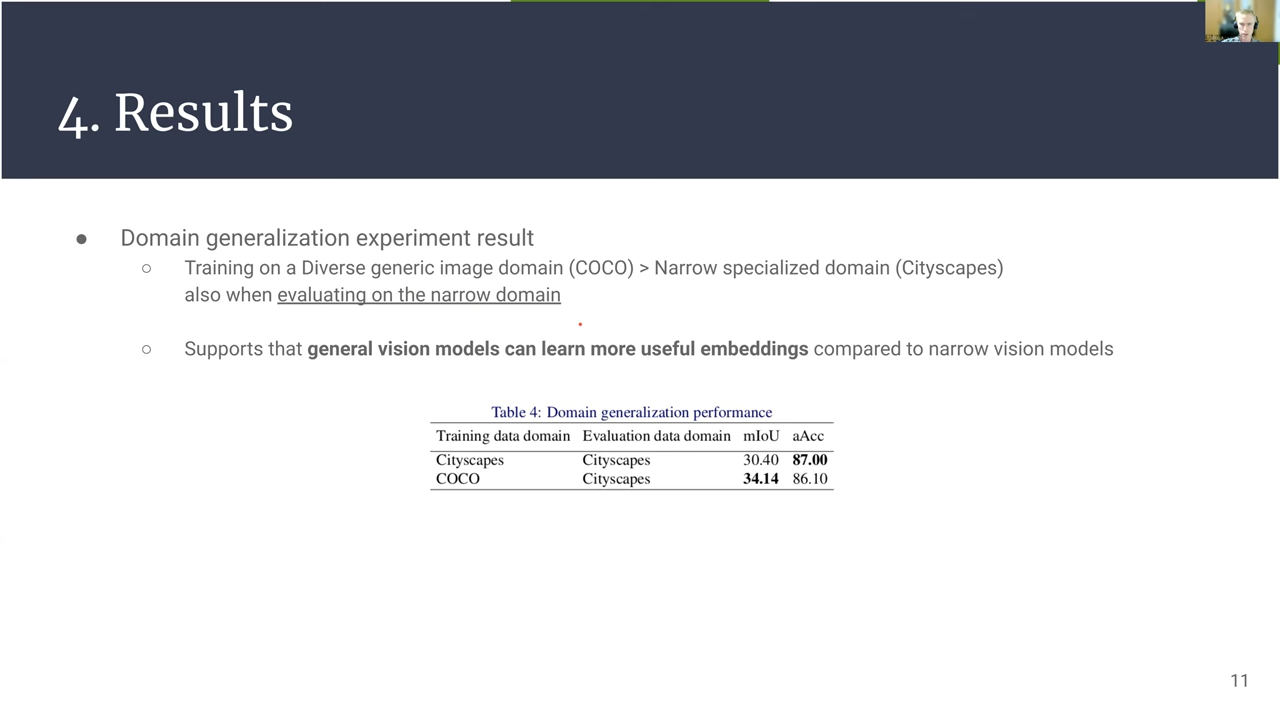 4. Results
● Domain generalization experiment result
○ Training on a Diverse generic image domain (COCO) > Narrow specialized domain (Cityscapes)
also when evaluating on the narrow domain
○ Supports that general vision models can learn more useful embeddings compared to narrow vision models
Table 4: Domain generalization performance
Training data domain Evaluation data domain mIoU aAcc
Cityscapes Cityscapes 30.40 87.00
COCO Cityscapes 34.14 86.10
11